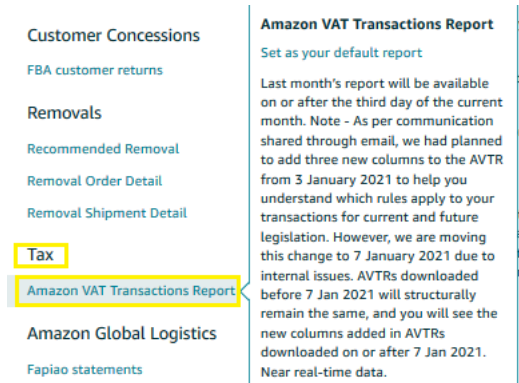 Customer Concessions
FBA customer returns
Removals
Recommended Removal
Removal Order Detail
Removal Shipment Detail
Tax
Amazon VAT Transactions Report
Amazon Global Logistics
Fapiao statements
Amazon VAT Transactions Report
Set as your default report
Last month's report will be available
on or after the third day of the current
month. Note - As per communication
shared through email, we had planned
to add three new columns to the AVTR
from 3 January 2021 to help you
understand which rules apply to your
transactions for current and future
legislation. However, we are moving
this change to 7 January 2021 due to
internal issues. AVTRs downloaded
before 7 Jan 2021 will structurally
remain the same, and you will see the
new columns added in AVTRs
downloaded on or after 7 Jan 2021.
Near real-time data.